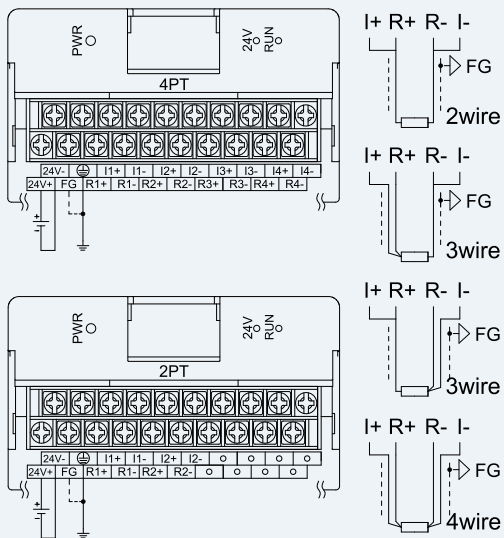 PWR
24V
RUN
4PT
24V- I1+ I1- I2+ I2- I3+ I3- I4+ I4-
24V+ FG R1+ R1- R2+ R2- R3+ R3- R4+ R4-
+
-
I+ R+ R- I-
FG
2wire
I+ R+ R- I-
FG
3wire
PWR
24V
RUN
2PT
24V- I1+ I1- I2+ I2-
24V+ FG R1+ R1- R2+ R2-
+
-
I+ R+ R- I-
FG
3wire
I+ R+ R- I-
FG
4wire